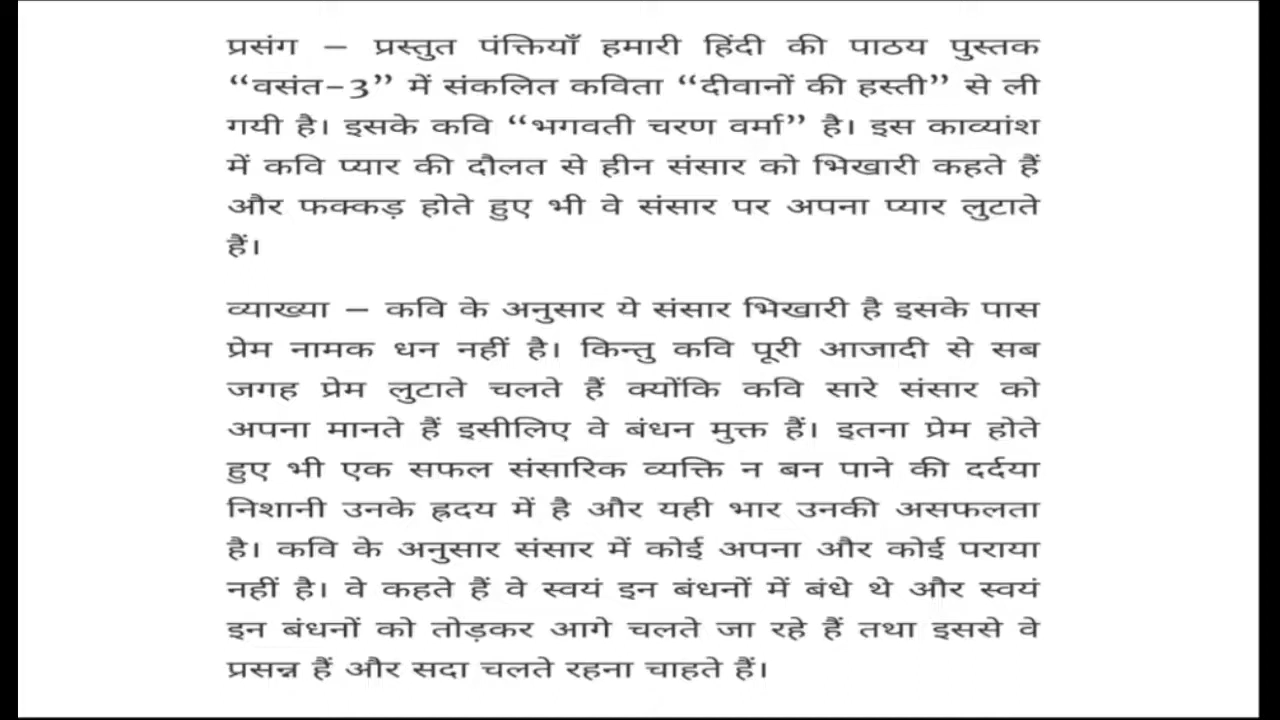 प्रसंग – प्रस्तुत पंक्तियाँ हमारी हिंदी की पाठय पुस्तक
“वसंत-3” में संकलित कविता “दीवानों की हस्ती” से ली
गयी है। इसके कवि “भगवती चरण वर्मा” है। इस काव्यांश
में कवि प्यार की दौलत से हीन संसार को भिखारी कहते हैं
और फक्कड़ होते हुए भी वे संसार पर अपना प्यार लुटाते
हैं।
व्याख्या – कवि के अनुसार ये संसार भिखारी है इसके पास
प्रेम नामक धन नहीं है। किन्तु कवि पूरी आजादी से सब
जगह प्रेम लुटाते चलते हैं क्योंकि कवि सारे संसार को
अपना मानते हैं इसीलिए वे बंधन मुक्त हैं। इतना प्रेम होते
हुए भी एक सफल संसारिक व्यक्ति न बन पाने की दर्दया
निशानी उनके ह्रदय में है और यही भार उनकी असफलता
है। कवि के अनुसार संसार में कोई अपना और कोई पराया
नहीं है। वे कहते हैं वे स्वयं इन बंधनों में बंधे थे और स्वयं
इन बंधनों को तोड़कर आगे चलते जा रहे हैं तथा इससे वे
प्रसन्न हैं और सदा चलते रहना चाहते हैं।